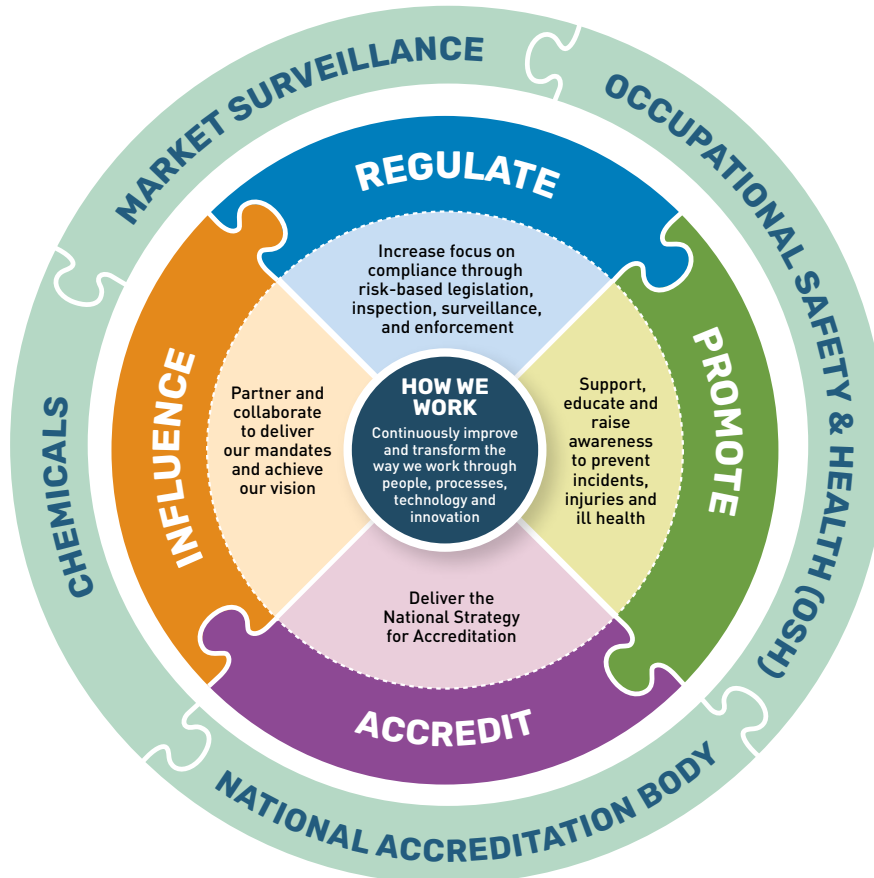 MARKET SURVEILLANCE
OCCUPATIONAL SAFETY & HEALTH (OSH)
NATIONAL ACCREDITATION BODY
CHEMICALS
REGULATE
Increase focus on
compliance through
risk-based legislation,
inspection, surveillance,
and enforcement
PROMOTE
Support,
educate and
raise
awareness
to prevent
incidents,
injuries and
ill health
ACCREDIT
Deliver the
National Strategy
for Accreditation
INFLUENCE
Partner and
collaborate
to deliver
our mandates
and achieve
our vision
HOW WE
WORK
Continuously improve
and transform the
way we work through
people, processes,
technology and
innovation